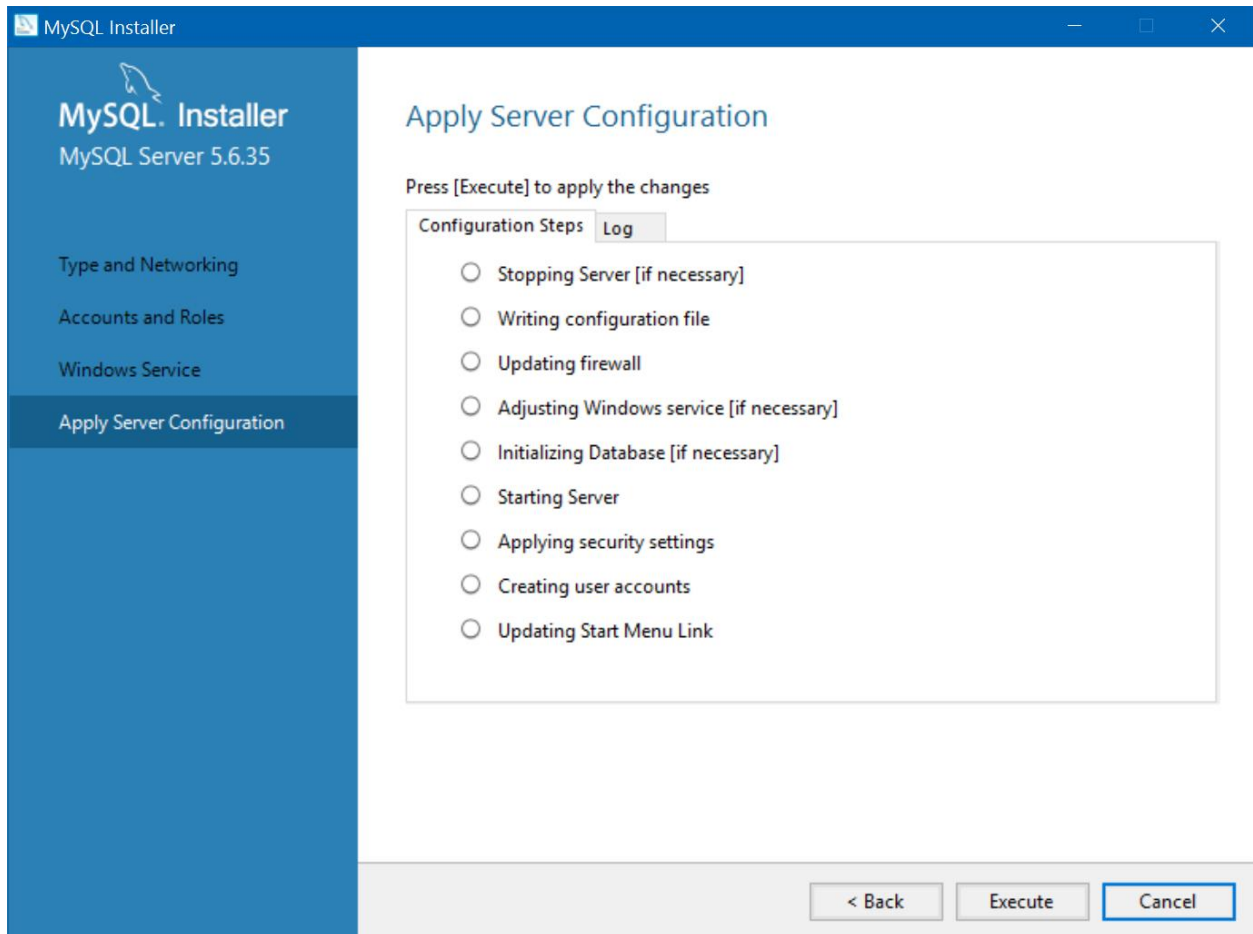 MySQL Installer
MySQL. Installer
MySQL Server 5.6.35
Type and Networking
Accounts and Roles
Windows Service
Apply Server Configuration
Apply Server Configuration
Press [Execute] to apply the changes
Configuration Steps Log
Stopping Server [if necessary]
Writing configuration file
Updating firewall
Adjusting Windows service [if necessary]
Initializing Database [if necessary]
Starting Server
Applying security settings
Creating user accounts
Updating Start Menu Link
< Back Execute Cancel